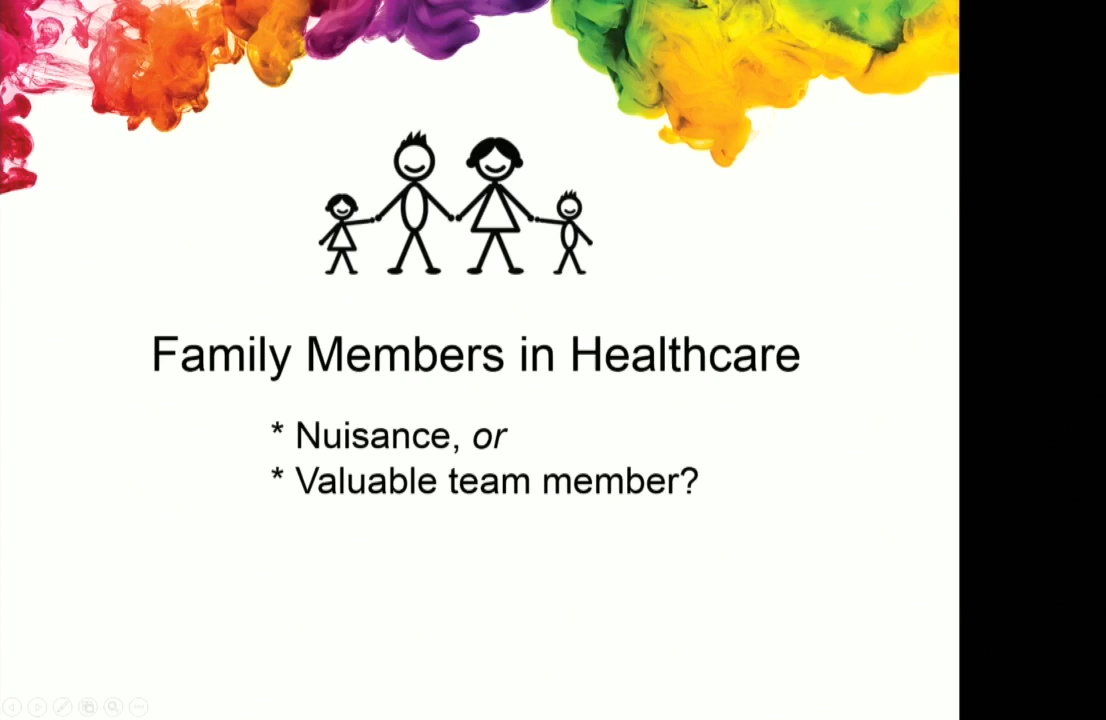 Family Members in Healthcare
* Nuisance, or
* Valuable team member?